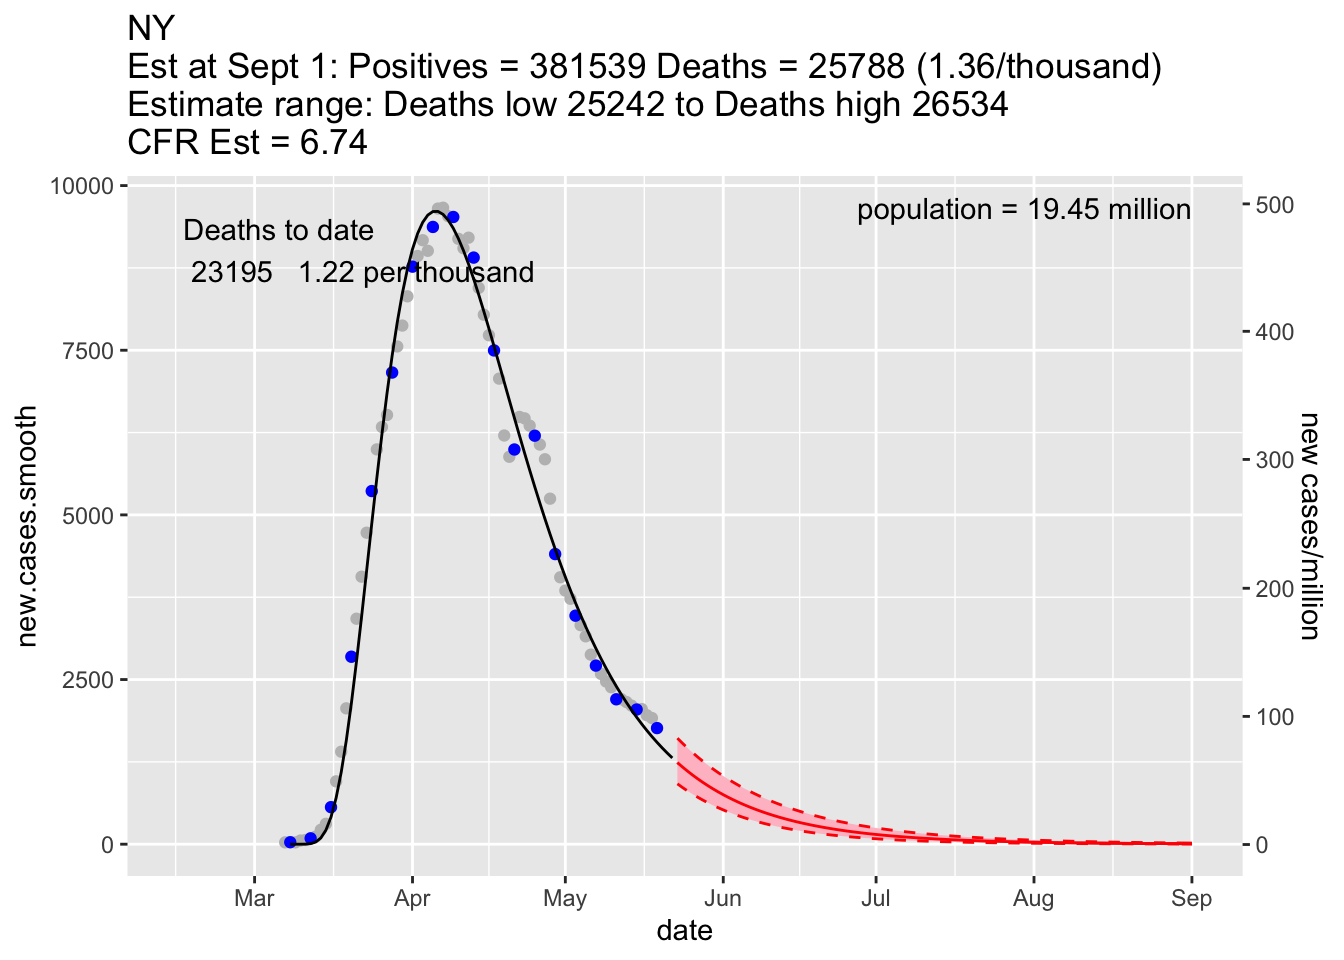 NY
Est at Sept 1: Positives = 381539 Deaths = 25788 (1.36/thousand)
Estimate range: Deaths low 25242 to Deaths high 26534
CFR Est = 6.74
Deaths to date
23195 1.22 per thousand
population = 19.45 million
10000
7500
5000
2500
0
new.cases.smooth
500
400
300
200
100
0
new cases/million
Mar Apr May Jun Jul Aug Sep
date